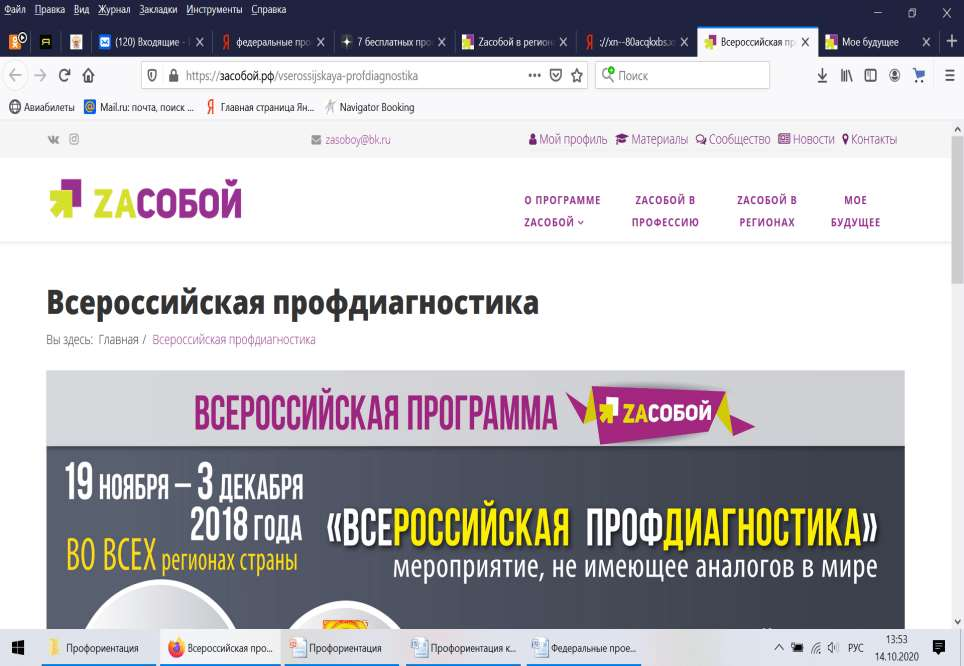 Файл Правка Вид Журнал Закладки Инструменты Справка
(120) Входящие -
федеральные про
7 бесплатных про
Zасобой в регион
://xn--80acqkxbs.x
Всероссийская пр
Мое будущее
https://засобой.рф/vserossijskaya-profdiagnostika
Поиск
Авиабилеты Mail.ru: почта, поиск ... Главная страница Ян... Navigator Booking
zasoboy@bk.ru
Мой профиль Материалы Сообщество Новости Контакты
ZАСОБОЙ
О ПРОГРАММЕ ZАСОБОЙ
ZАСОБОЙ В ПРОФЕССИЮ
ZАСОБОЙ В РЕГИОНАХ
МОЕ БУДУЩЕЕ
Всероссийская профдиагностика
Вы здесь: Главная / Всероссийская профдиагностика
ВСЕРОССИЙСКАЯ ПРОГРАММА ZАСОБОЙ
19 НОЯБРЯ – 3 ДЕКАБРЯ
2018 ГОДА
ВО ВСЕХ регионах страны
«ВСЕРОССИЙСКАЯ ПРОФДИАГНОСТИКА»
мероприятие, не имеющее аналогов в мире
Профориентация
Всероссийская про...
Профориентация
Профориентация к...
Федеральные прое...
РУС
13:53
14.10.2020